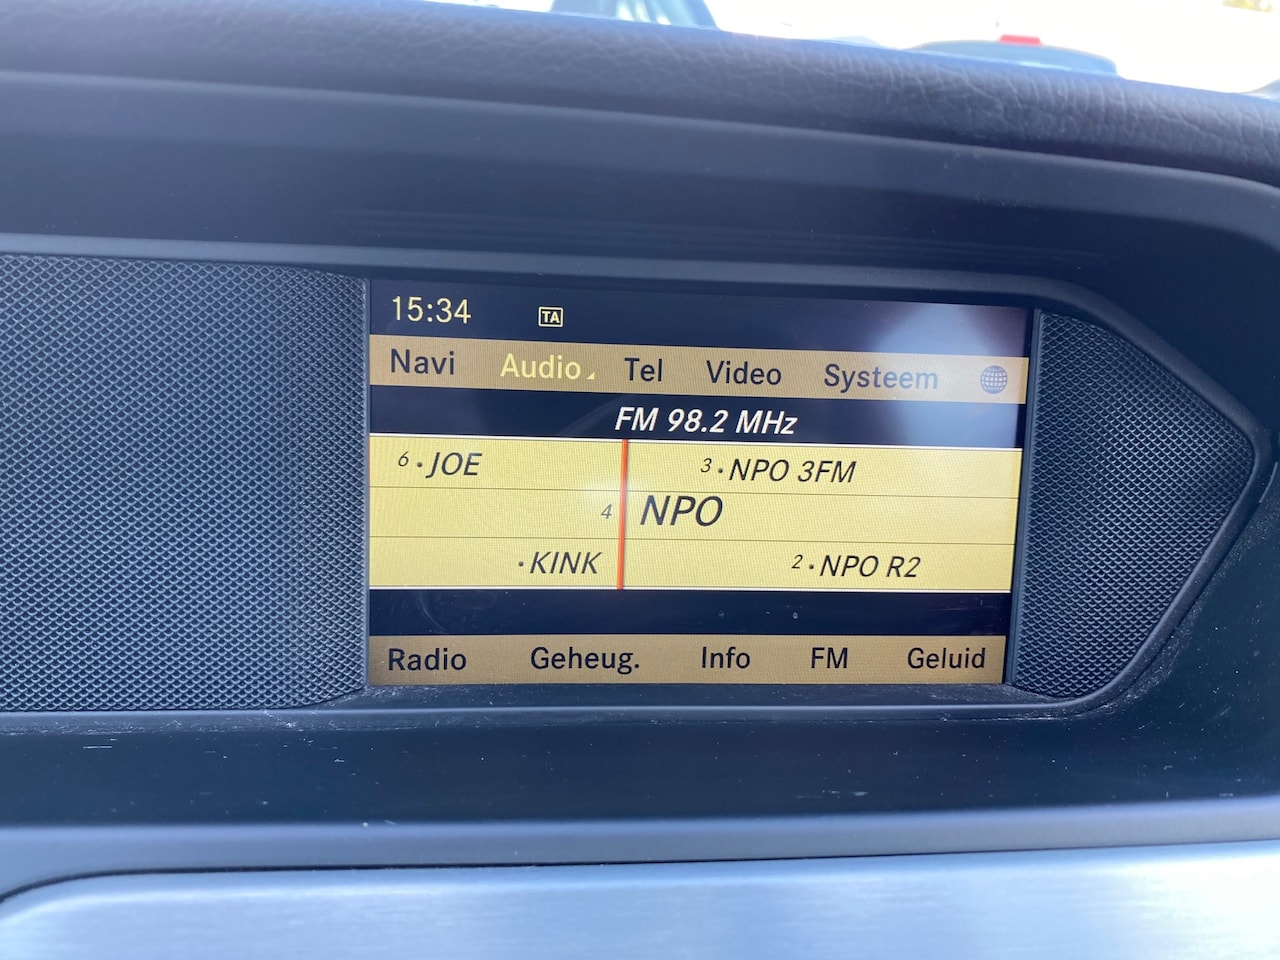 15:34 TA
Navi Audio Tel Video Systeem
FM 98.2 MHz
6 · JOE 3 · NPO 3FM
4 NPO
· KINK 2 · NPO R2
Radio Geheug. Info FM Geluid